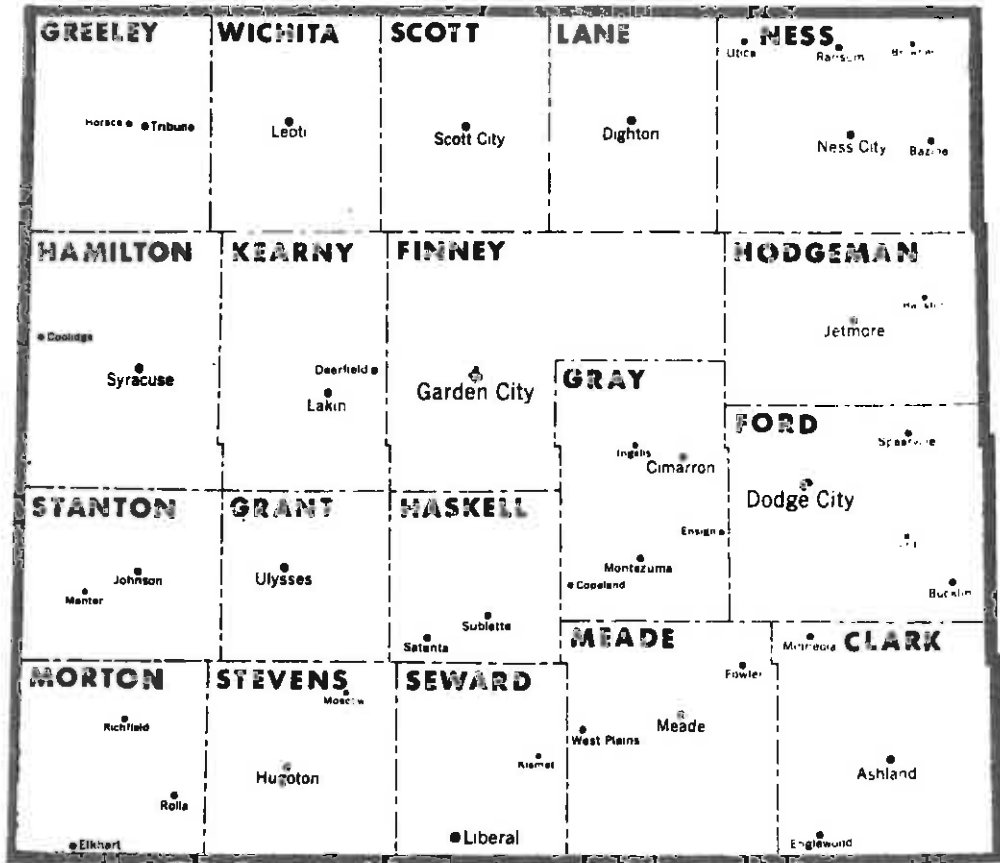 GREELEY WICHITA SCOTT LANE NESS
Utica Ransom
Horace Tribune
Leoti
Scott City
Dighton
Ness City
Bazine
HAMILTON KEARNY FINNEY HODGEMAN
Coolidge
Syracuse
Deerfield
Lakin
Garden City
Jetmore
GRAY
Ingalls
Cimarron
Ensign
Montezuma
Copeland
FORD
Spearville
Dodge City
Bucklin
STANTON GRANT HASKELL
Johnson
Manter
Ulysses
Sublette
Satanta
MEADE
Fowler
Meade
West Plains
CLARK
Minneola
Ashland
Englewood
MORTON STEVENS SEWARD
Richfield
Rolla
Elkhart
Moscow
Hugoton
Kismet
Liberal